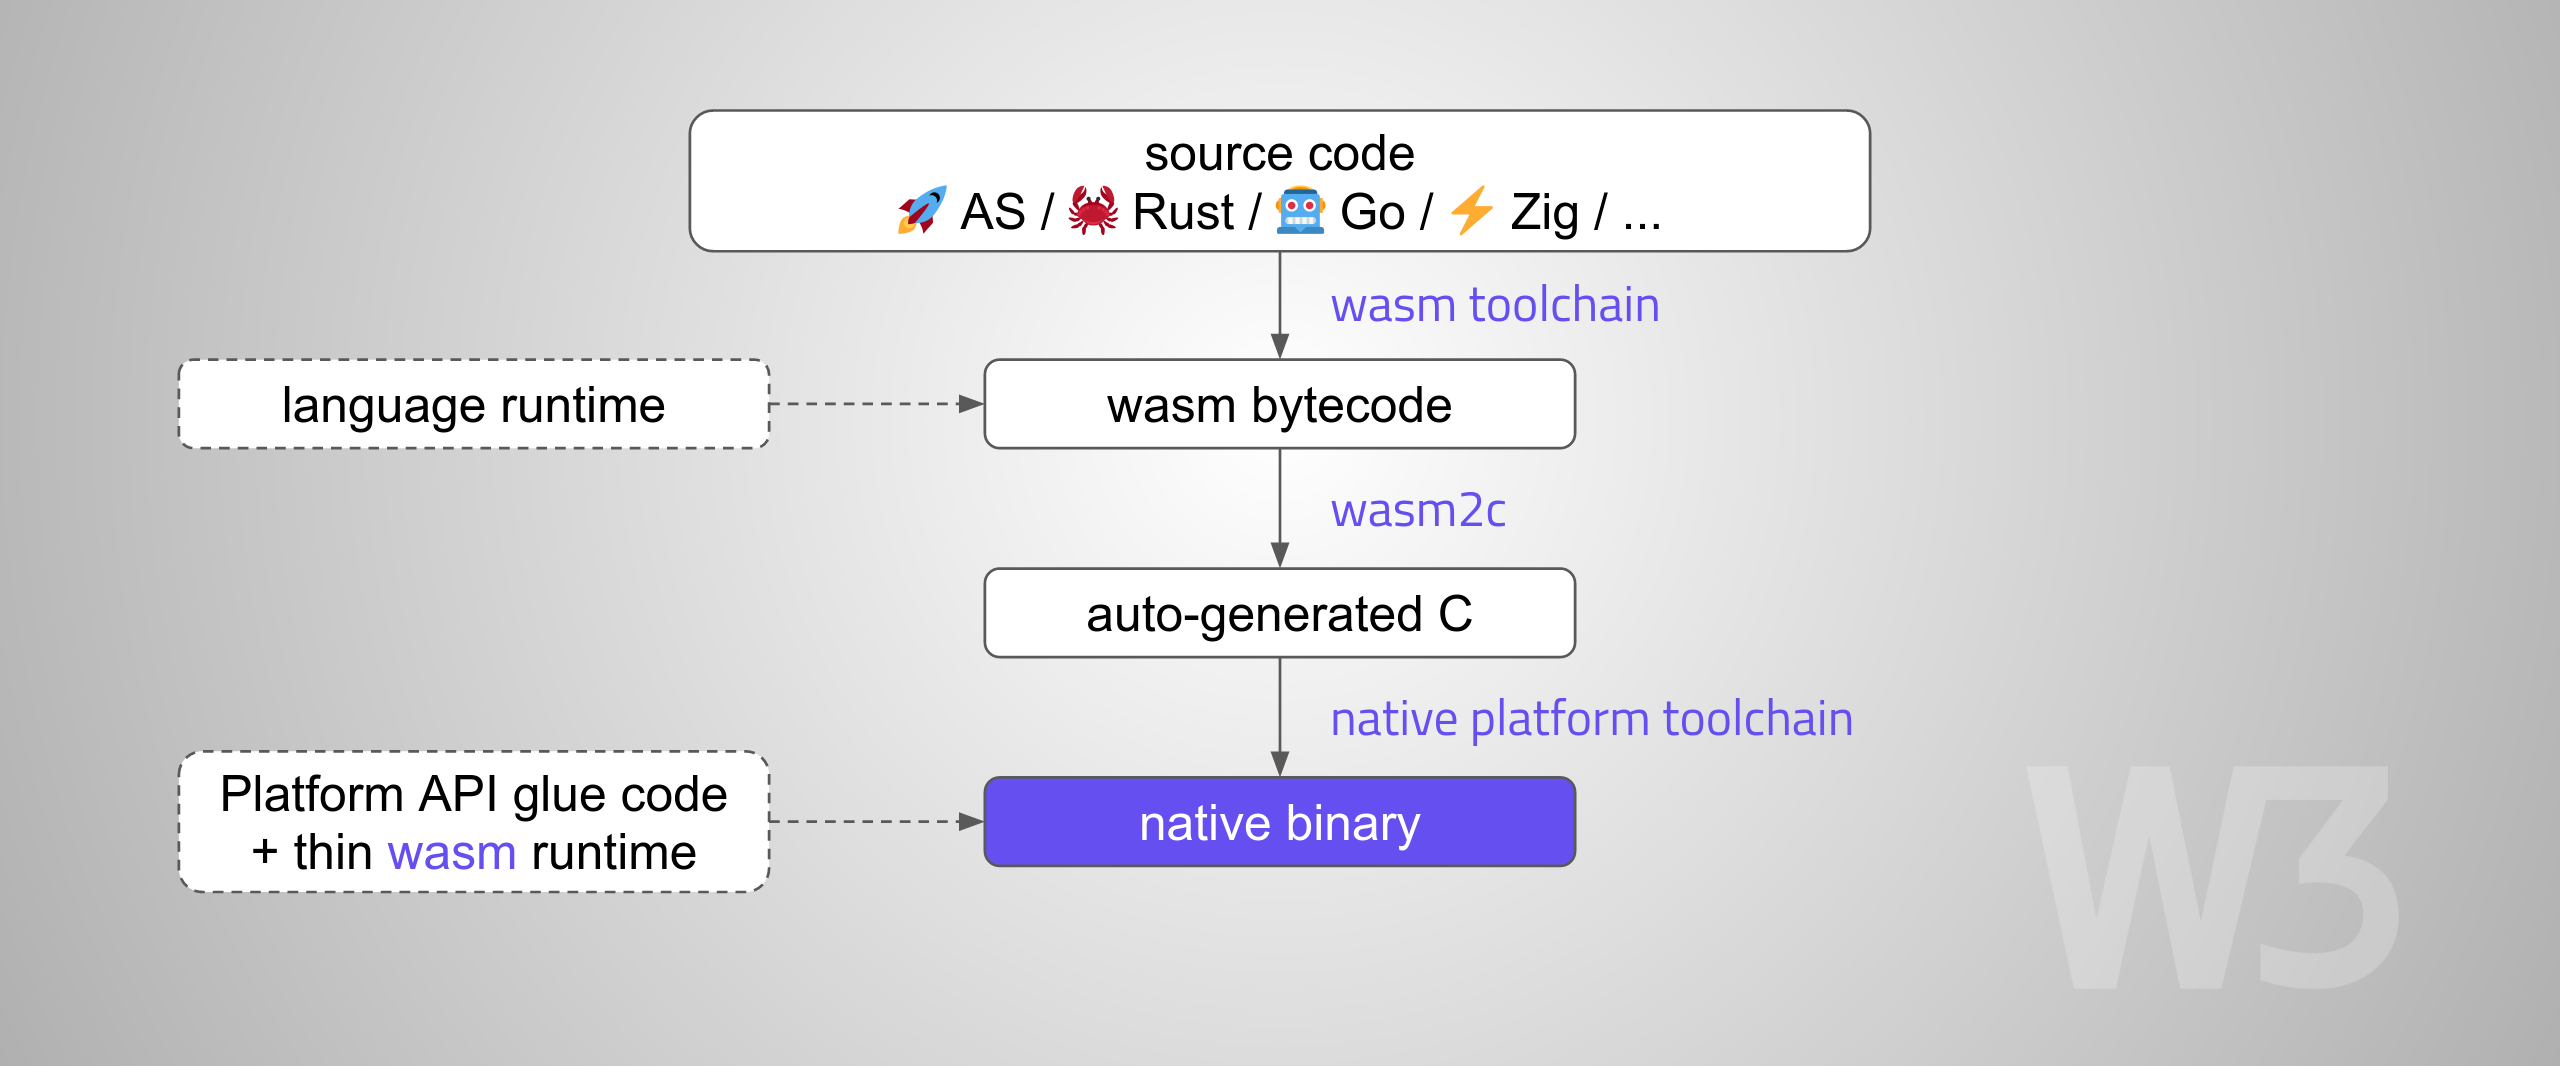 source code
🚀 AS / 🦀 Rust / 🤖 Go / ⚡ Zig / ...
wasm toolchain
language runtime
wasm bytecode
wasm2c
auto-generated C
native platform toolchain
Platform API glue code
+ thin wasm runtime
native binary
W3